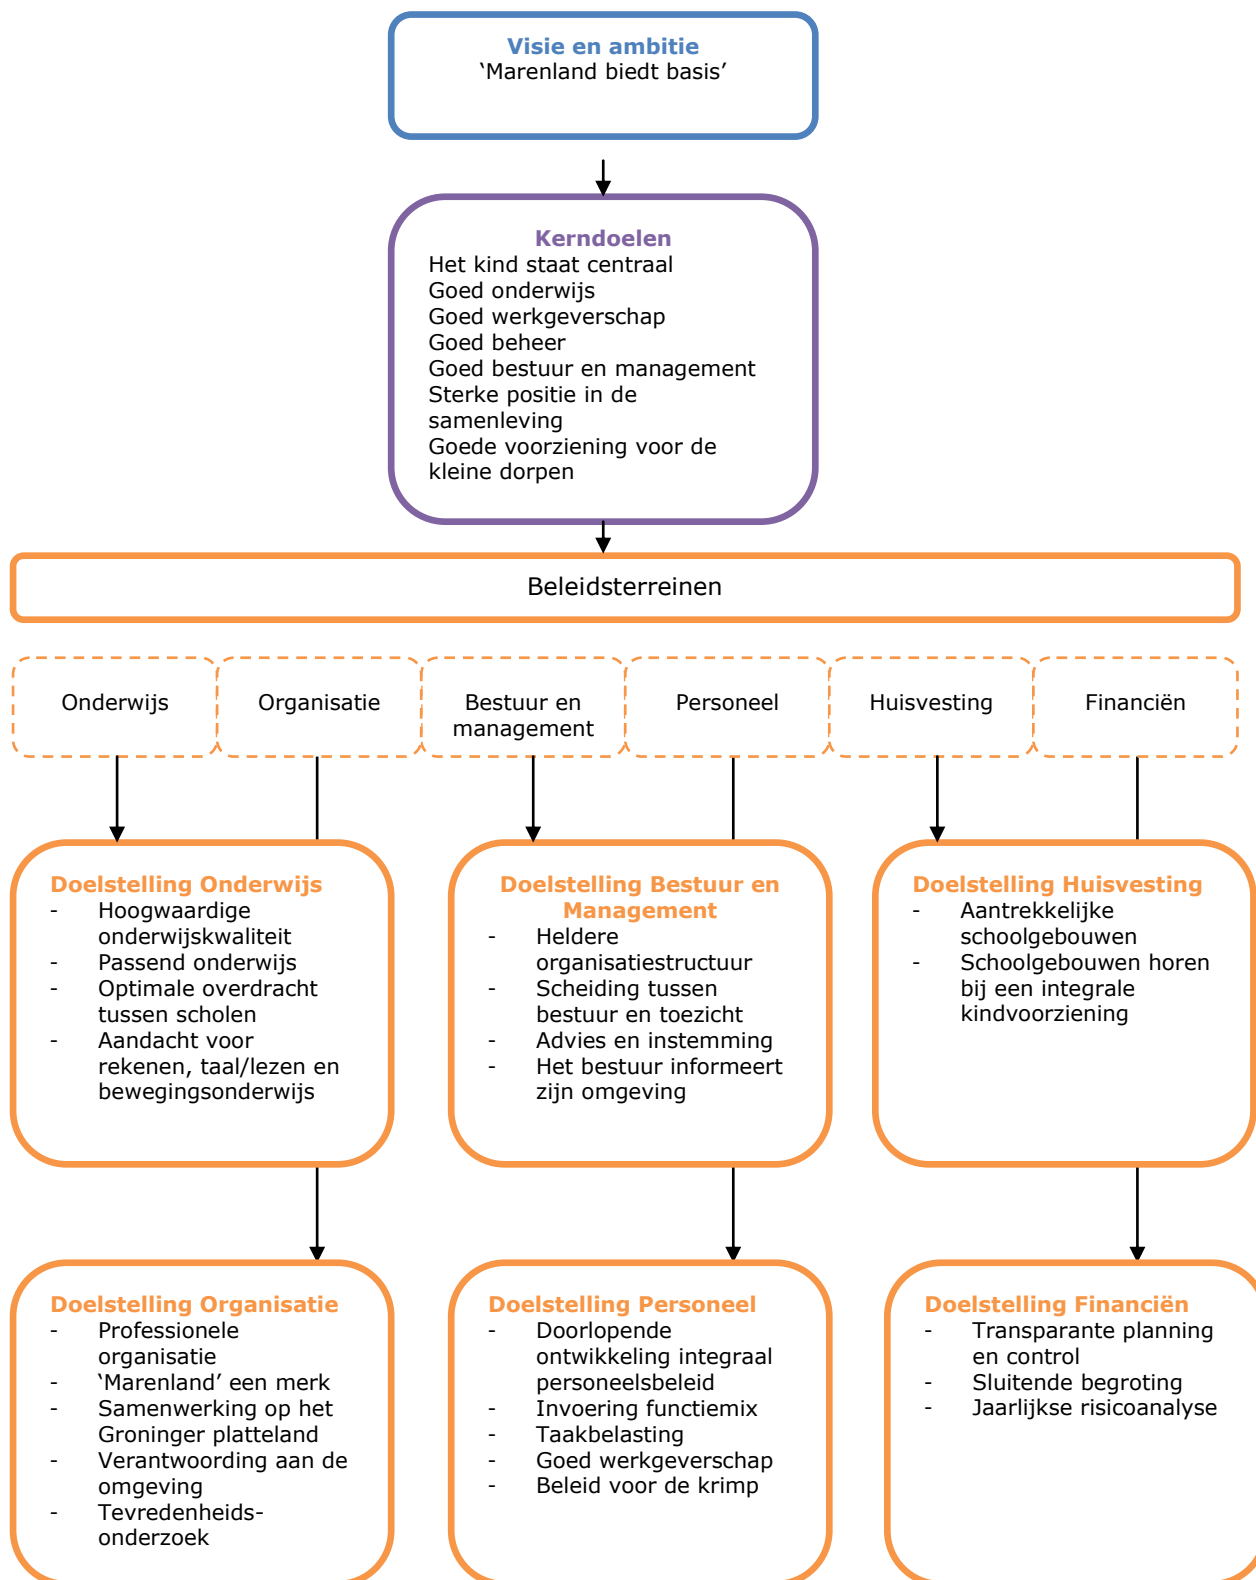 Visie en ambitie
‘Marenland biedt basis’
Kerndoelen
Het kind staat centraal
Goed onderwijs
Goed werkgeverschap
Goed beheer
Goed bestuur en management
Sterke positie in de
samenleving
Goede voorziening voor de
kleine dorpen
Beleidsterreinen
Onderwijs
Organisatie
Bestuur en
management
Personeel
Huisvesting
Financiën
Doelstelling Onderwijs
- Hoogwaardige
onderwijskwaliteit
- Passend onderwijs
- Optimale overdracht
tussen scholen
- Aandacht voor
rekenen, taal/lezen en
bewegingsonderwijs
Doelstelling Bestuur en
Management
- Heldere
organisatiestructuur
- Scheiding tussen
bestuur en toezicht
- Advies en instemming
- Het bestuur informeert
zijn omgeving
Doelstelling Huisvesting
- Aantrekkelijke
schoolgebouwen
- Schoolgebouwen horen
bij een integrale
kindvoorziening
Doelstelling Organisatie
- Professionele
organisatie
- ‘Marenland’ een merk
- Samenwerking op het
Groninger platteland
- Verantwoording aan de
omgeving
- Tevredenheids-
onderzoek
Doelstelling Personeel
- Doorlopende
ontwikkeling integraal
personeelsbeleid
- Invoering functiemix
- Taakbelasting
- Goed werkgeverschap
- Beleid voor de krimp
Doelstelling Financiën
- Transparante planning
en control
- Sluitende begroting
- Jaarlijkse risicoanalyse